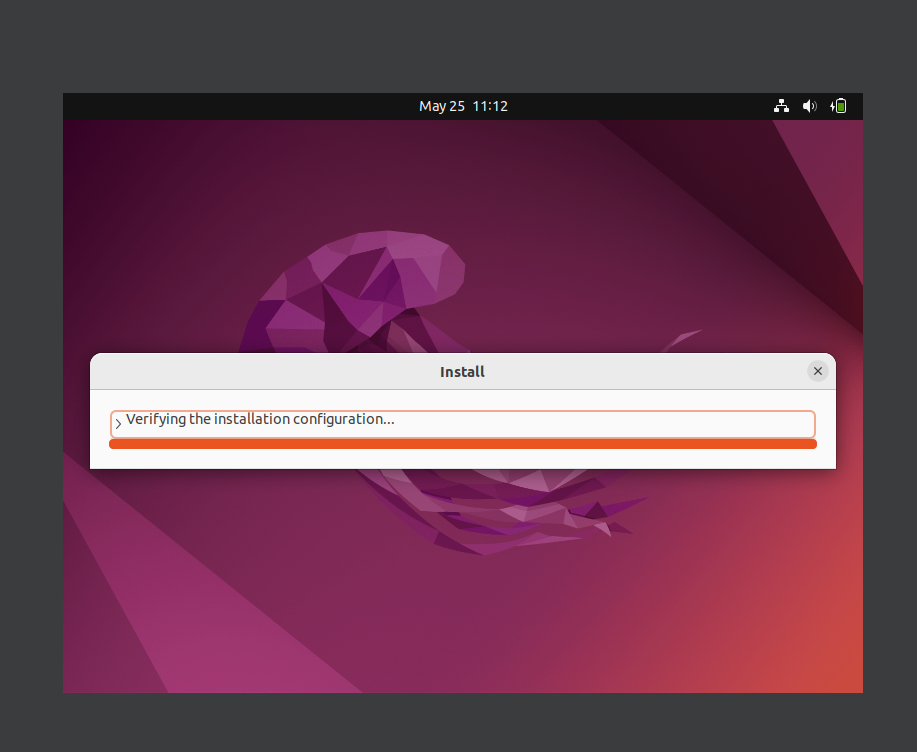 May 25 11:12
Install
Verifying the installation configuration...